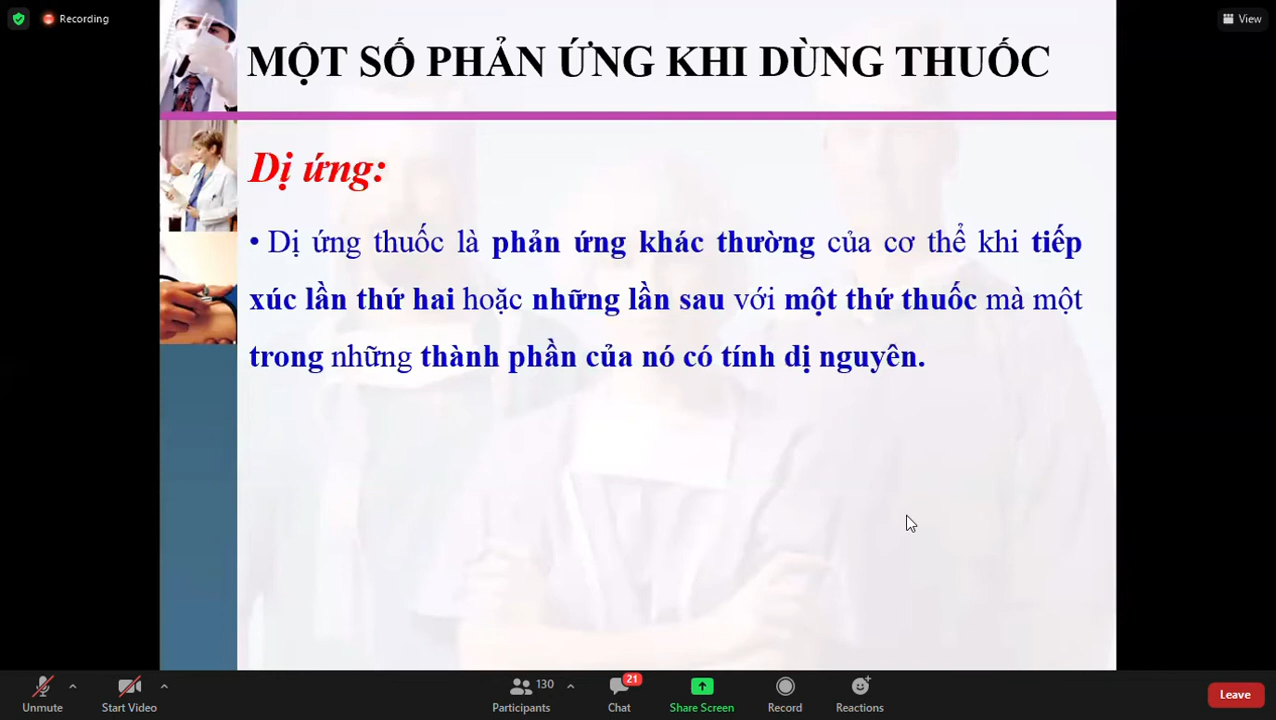 Recording
View
MỘT SỐ PHẢN ỨNG KHI DÙNG THUỐC
Dị ứng:
• Dị ứng thuốc là phản ứng khác thường của cơ thể khi tiếp
xúc lần thứ hai hoặc những lần sau với một thứ thuốc mà một
trong những thành phần của nó có tính dị nguyên.
Unmute
Start Video
130
Participants
21
Chat
Share Screen
Record
Reactions
Leave